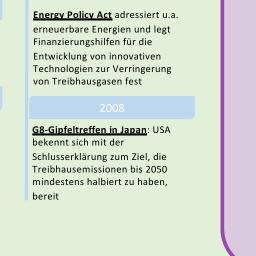 Energy Policy Act adressiert u.a.
erneuerbare Energien und legt
Finanzierungshilfen für die
Entwicklung von innovativen
Technologien zur Verringerung
von Treibhausgasen fest
2008
G8-Gipfeltreffen in Japan: USA
bekennt sich mit der
Schlusserklärung zum Ziel, die
Treibhausemissionen bis 2050
mindestens halbiert zu haben,
bereit